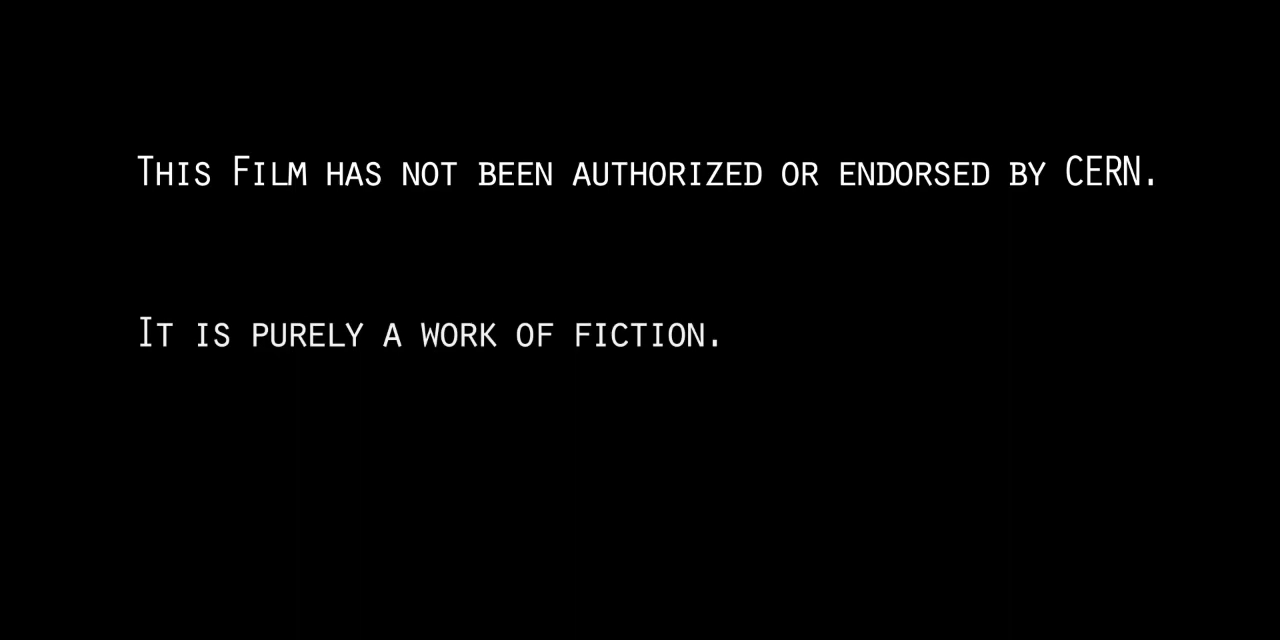 This Film has not been authorized or endorsed by CERN.
It is purely a work of fiction.